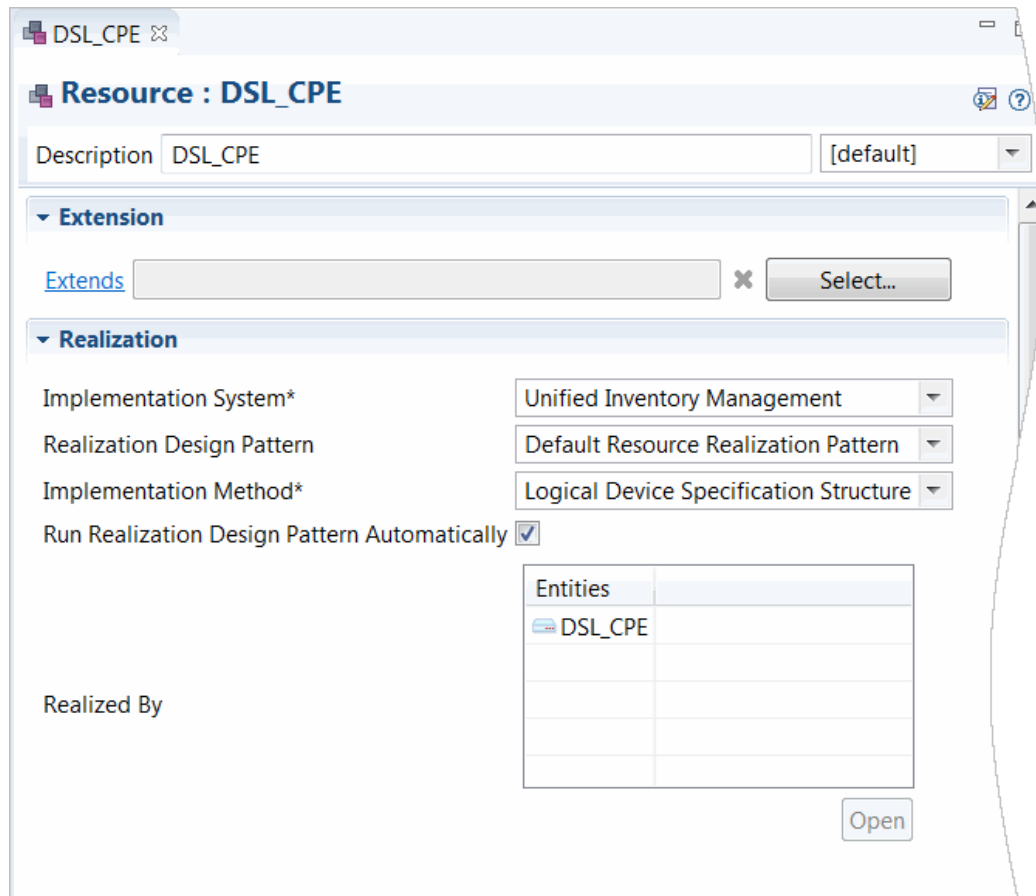 DSL_CPE
Resource : DSL_CPE
Description DSL_CPE [default]
Extension
Extends Select...
Realization
Implementation System* Unified Inventory Management
Realization Design Pattern Default Resource Realization Pattern
Implementation Method* Logical Device Specification Structure
Run Realization Design Pattern Automatically
Entities
DSL_CPE
Realized By
Open